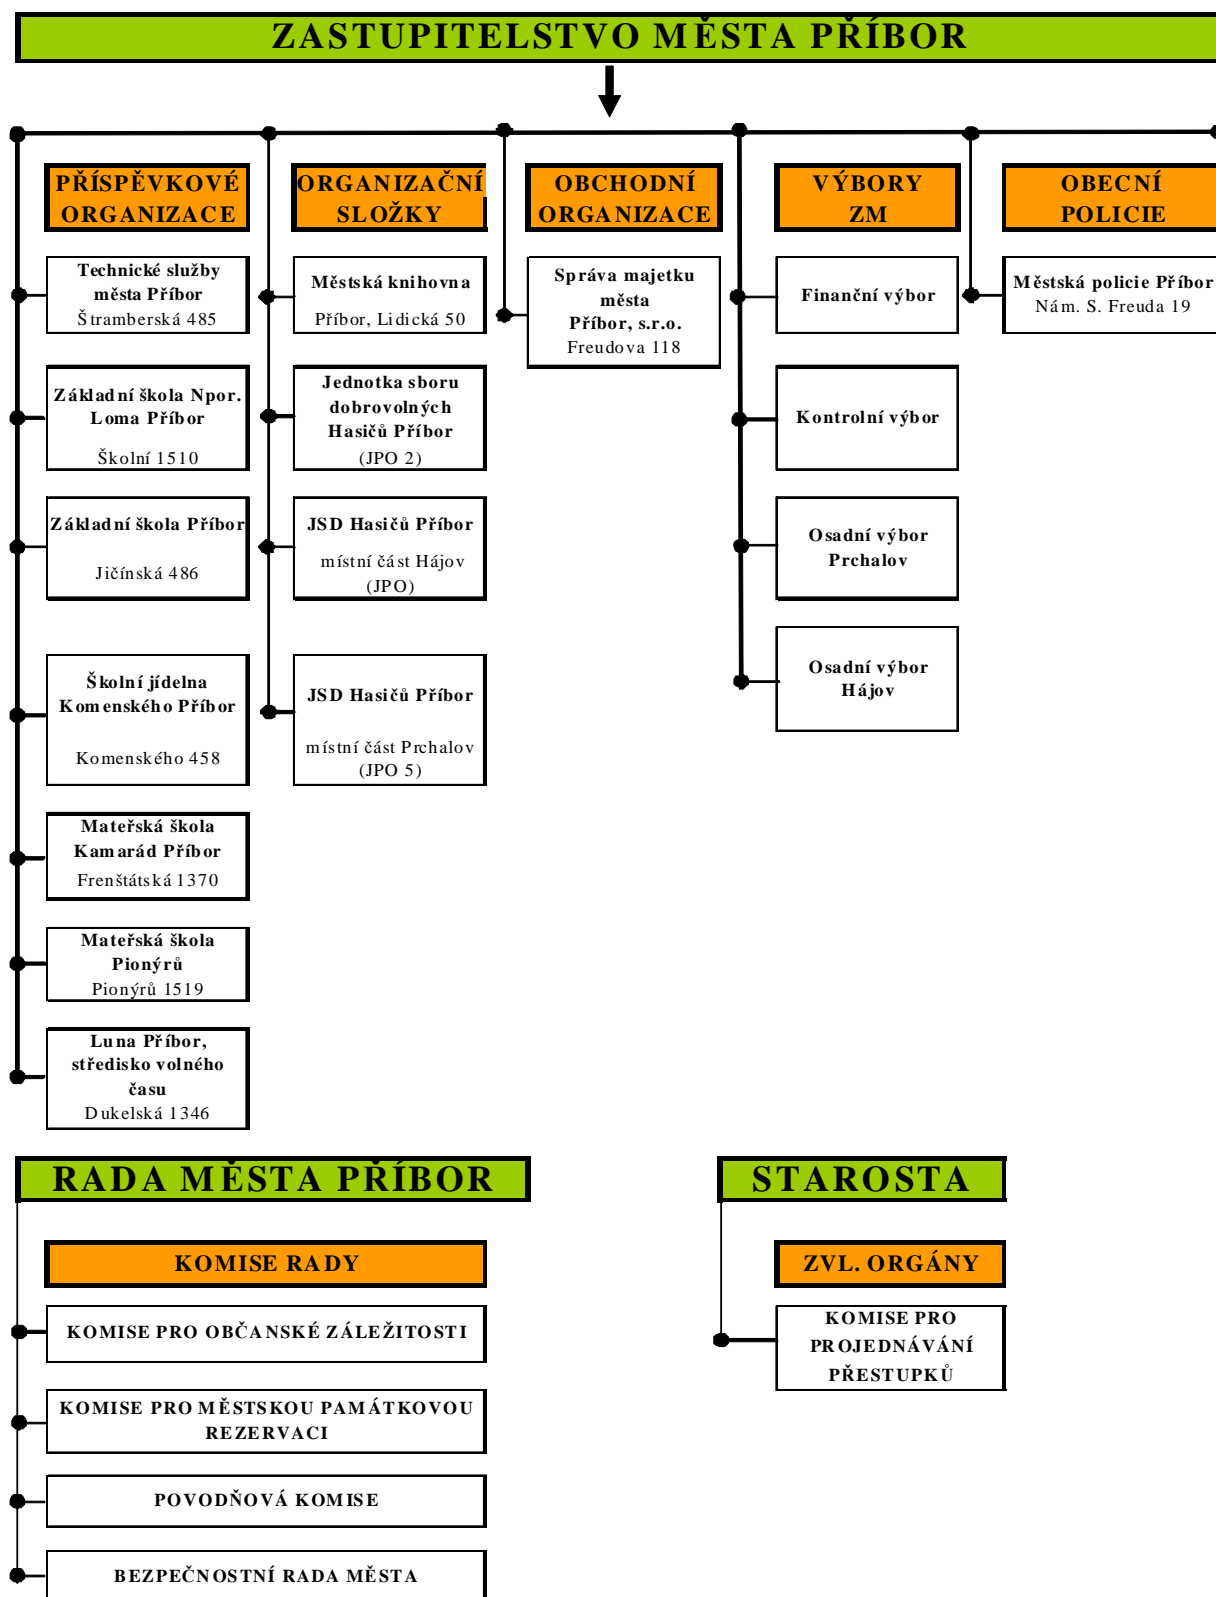 ZASTUPITELSTVO MĚSTA PŘÍBOR
PŘÍSPĚVKOVÉ
ORGANIZACE
Technické služby
města Příbor
Štramberská 485
Základní škola Npor.
Loma Příbor
Školní 1510
Základní škola Příbor
Jičínská 486
Školní jídelna
Komenského Příbor
Komenského 458
Mateřská škola
Kamarád Příbor
Frenštátská 1370
Mateřská škola
Pionýrů
Pionýrů 1519
Luna Příbor,
středisko volného
času
Dukelská 1346
ORGANIZAČNÍ
SLOŽKY
Městská knihovna
Příbor, Lidická 50
Jednotka sboru
dobrovolných
Hasičů Příbor
(JPO 2)
JSD Hasičů Příbor
místní část Hájov
(JPO)
JSD Hasičů Příbor
místní část Prchalov
(JPO 5)
OBCHODNÍ
ORGANIZACE
Správa majetku
města
Příbor, s.r.o.
Freudova 118
VÝBORY
ZM
Finanční výbor
Kontrolní výbor
Osadní výbor
Prchalov
Osadní výbor
Hájov
OBECNÍ
POLICIE
Městská policie Příbor
Nám. S. Freuda 19
RADA MĚSTA PŘÍBOR
KOMISE RADY
KOMISE PRO OBČANSKÉ ZÁLEŽITOSTI
KOMISE PRO MĚSTSKOU PAMÁTKOVOU
REZERVACI
POVODŇOVÁ KOMISE
BEZPEČNOSTNÍ RADA MĚSTA
STAROSTA
ZVL. ORGÁNY
KOMISE PRO
PROJEDNÁVÁNÍ
PŘESTUPKŮ